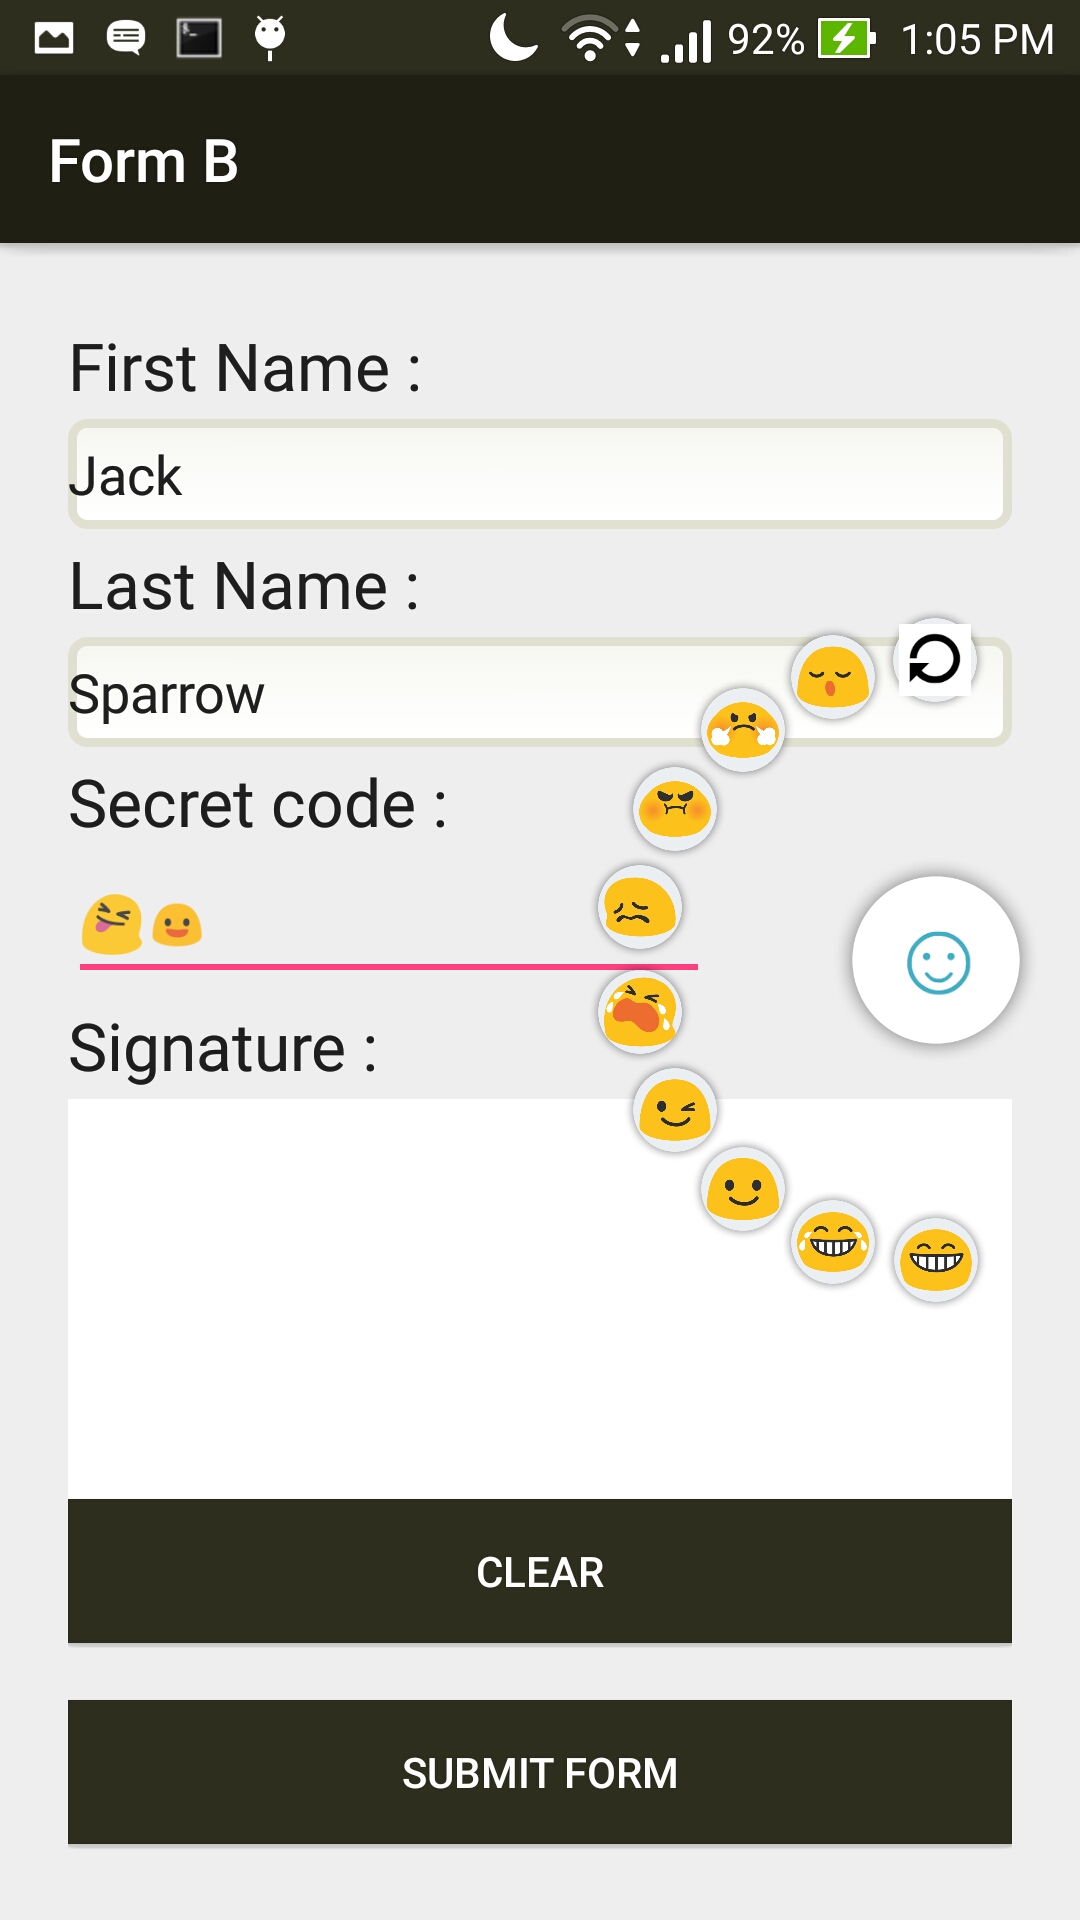 92% 1:05 PM
Form B
First Name :
Jack
Last Name :
Sparrow
Secret code :
😝😃
Signature :
CLEAR
SUBMIT FORM